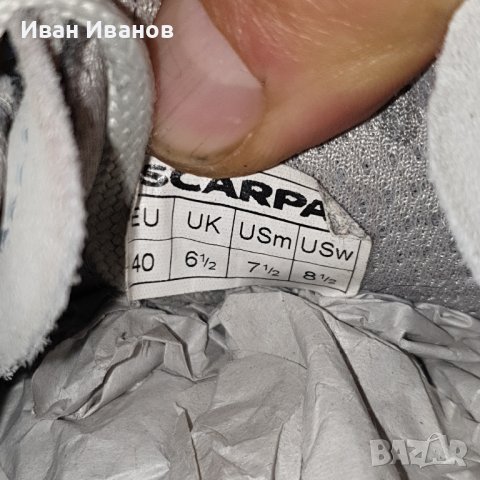 Иван Иванов
SCARPA
EU UK USm USw
40 6½ 7½ 8½
BAZAR